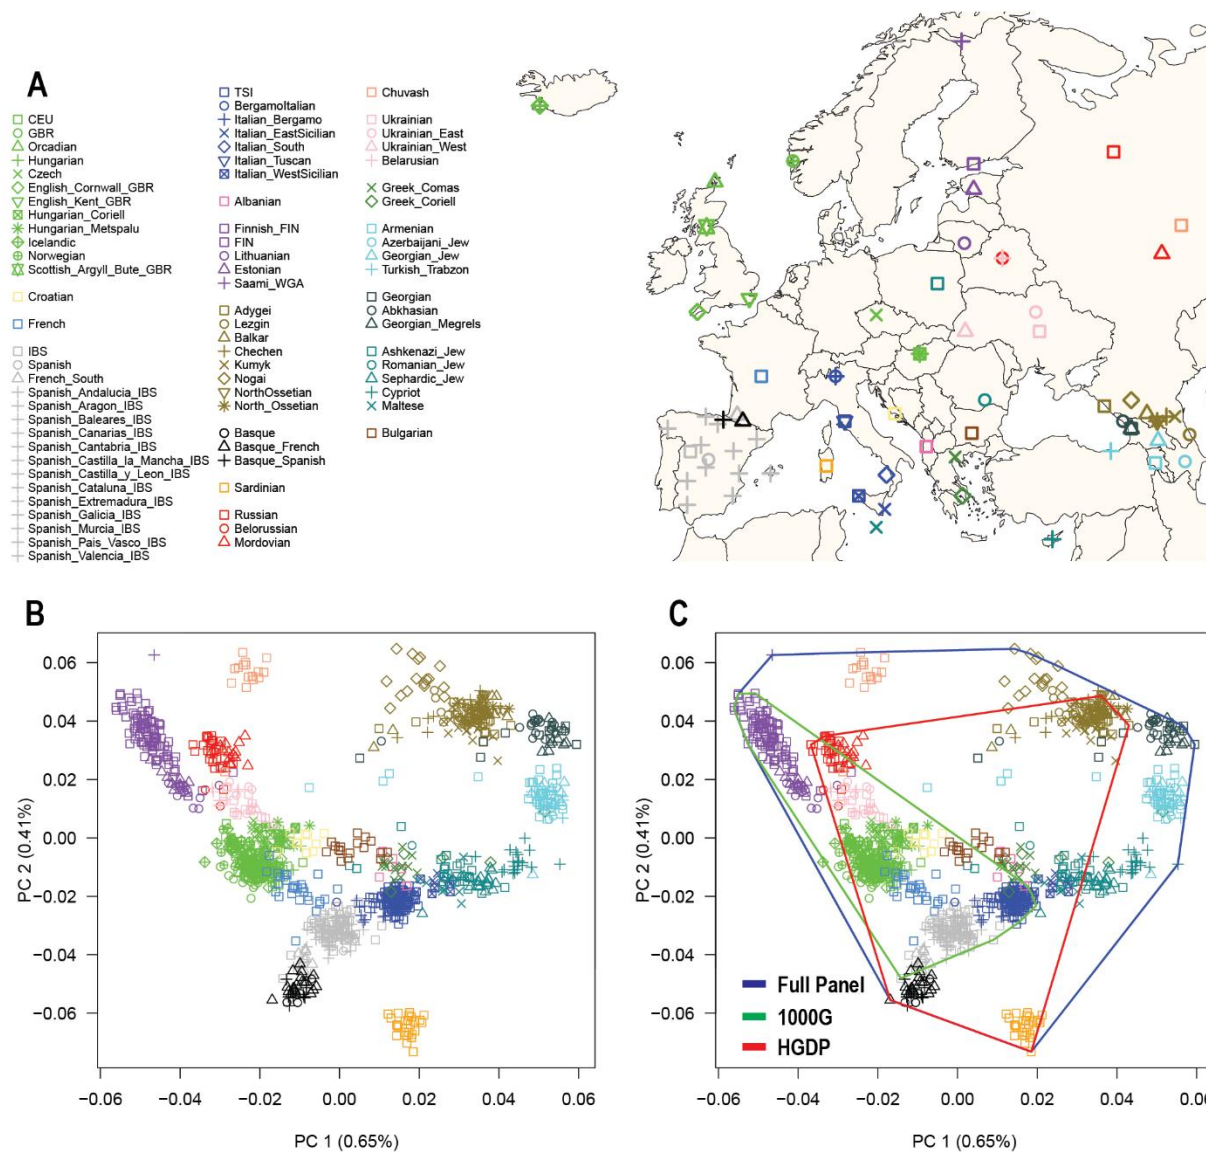 A
CEU
GBR
Orcadian
Hungarian
Czech
English_Cornwall_GBR
English_Kent_GBR
Hungarian_Coriell
Hungarian_Metspalu
Icelandic
Norwegian
Scottish_Argyll_Bute_GBR
Croatian
French
IBS
Spanish
French_South
Spanish_Andalucia_IBS
Spanish_Aragon_IBS
Spanish_Baleares_IBS
Spanish_Canarias_IBS
Spanish_Cantabria_IBS
Spanish_Castilla_la_Mancha_IBS
Spanish_Castilla_y_Leon_IBS
Spanish_Cataluna_IBS
Spanish_Extremadura_IBS
Spanish_Galicia_IBS
Spanish_Murcia_IBS
Spanish_Pais_Vasco_IBS
Spanish_Valencia_IBS
TSI
BergamoItalian
Italian_Bergamo
Italian_EastSicilian
Italian_South
Italian_Tuscan
Italian_WestSicilian
Albanian
Finnish_FIN
FIN
Lithuanian
Estonian
Saami_WGA
Adygei
Lezgin
Balkar
Chechen
Kumyk
Nogai
NorthOssetian
North_Ossetian
Basque
Basque_French
Basque_Spanish
Sardinian
Russian
Belorussian
Mordovian
Chuvash
Ukrainian
Ukrainian_East
Ukrainian_West
Belarusian
Greek_Comas
Greek_Coriell
Armenian
Azerbaijani_Jew
Georgian_Jew
Turkish_Trabzon
Georgian
Abkhasian
Georgian_Megrels
Ashkenazi_Jew
Romanian_Jew
Sephardic_Jew
Cypriot
Maltese
Bulgarian
B
PC 2 (0.41%)
0.06
0.04
0.02
0.00
−0.02
−0.04
−0.06
−0.06 −0.04 −0.02 0.00 0.02 0.04 0.06
PC 1 (0.65%)
C
PC 2 (0.41%)
0.06
0.04
0.02
0.00
−0.02
−0.04
−0.06
Full Panel
1000G
HGDP
−0.06 −0.04 −0.02 0.00 0.02 0.04 0.06
PC 1 (0.65%)